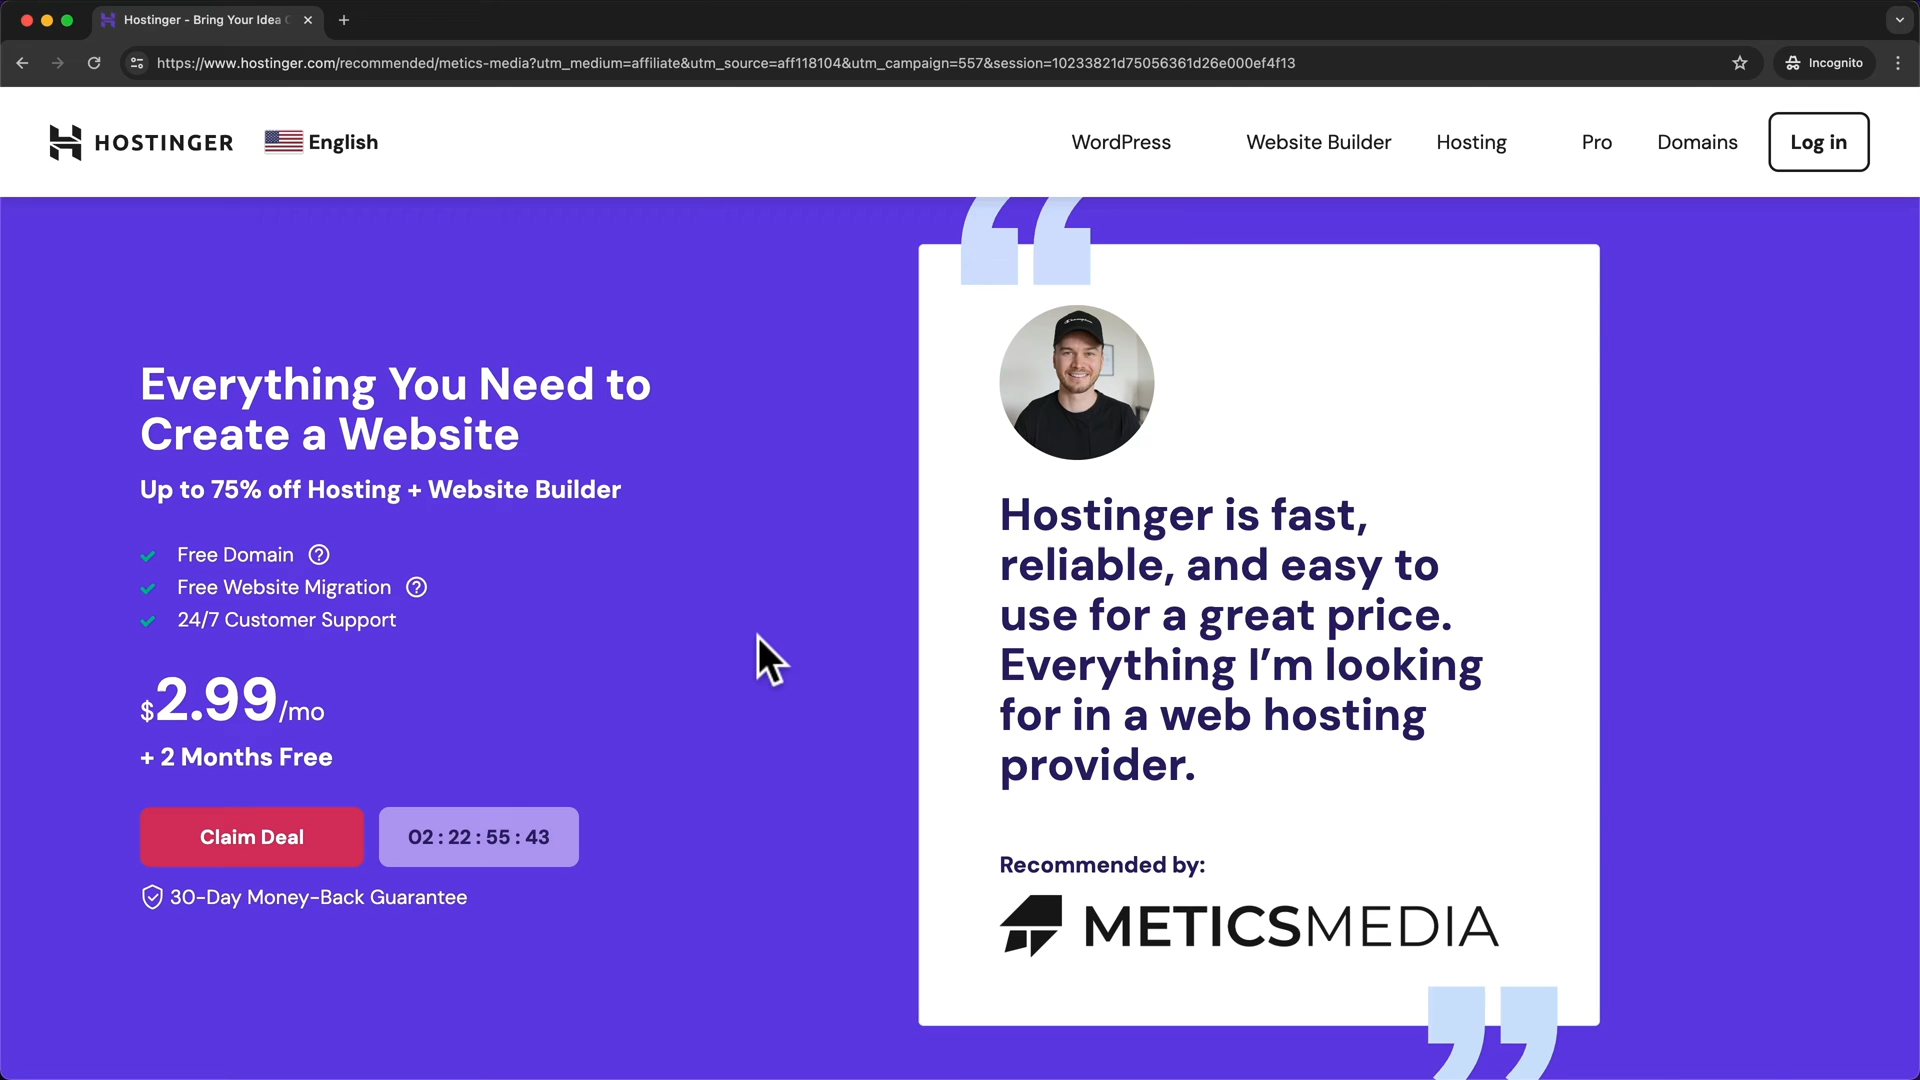 Hostinger - Bring Your Idea
https://www.hostinger.com/recommended/metics-media?utm_medium=affiliate&utm_source=aff118104&utm_campaign=557&session=10233821d75056361d26e000ef4f13
Incognito
HOSTINGER
English
WordPress
Website Builder
Hosting
Pro
Domains
Log in
Everything You Need to
Create a Website
Up to 75% off Hosting + Website Builder
Free Domain
Free Website Migration
24/7 Customer Support
$2.99/mo
+ 2 Months Free
Claim Deal
02 : 22 : 55 : 43
30-Day Money-Back Guarantee
Hostinger is fast,
reliable, and easy to
use for a great price.
Everything I’m looking
for in a web hosting
provider.
Recommended by:
METICSMEDIA